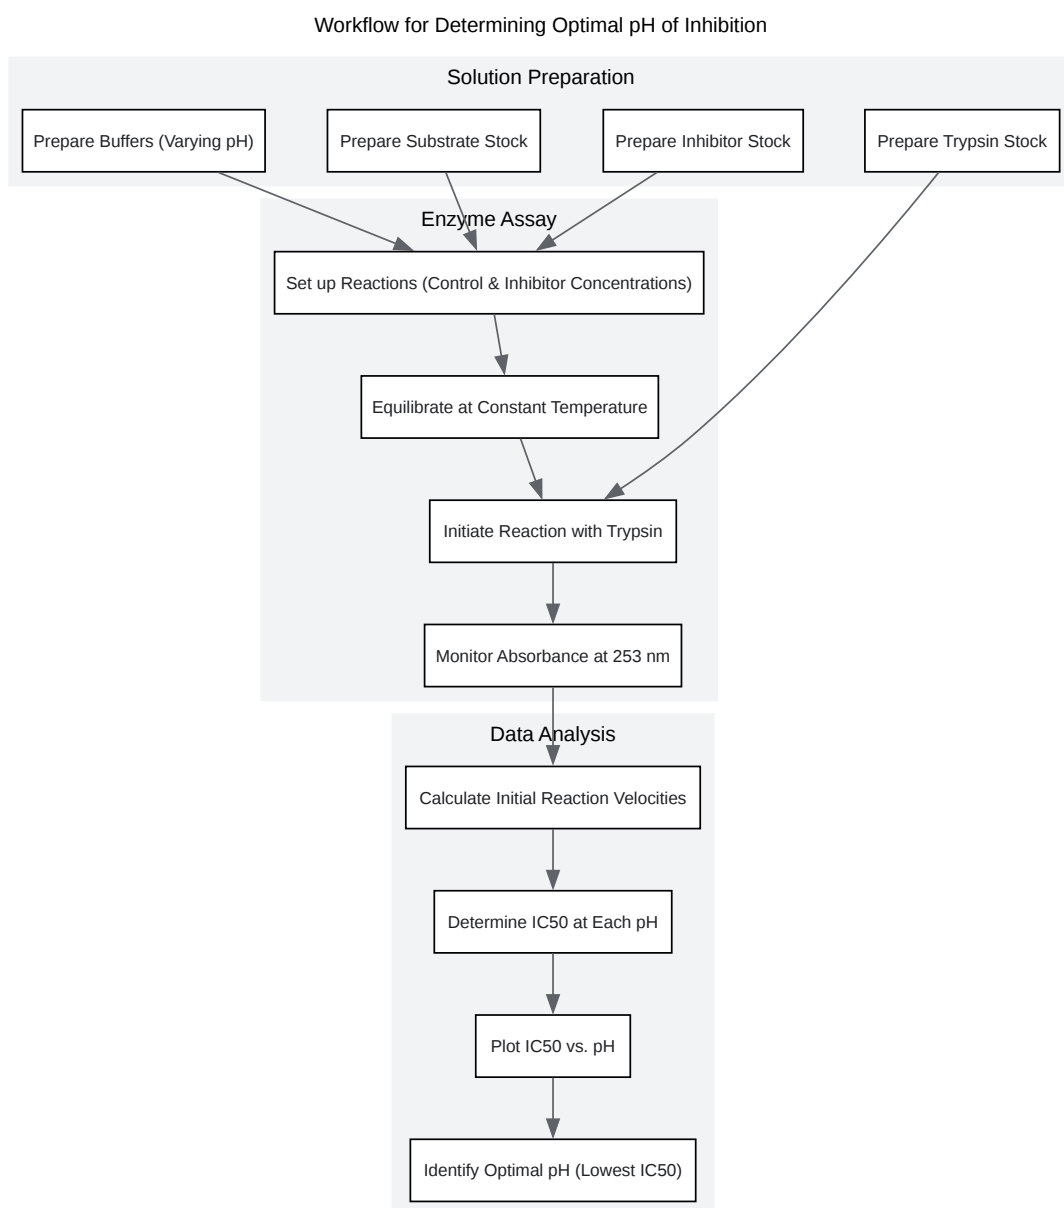 Workflow for Determining Optimal pH of Inhibition
Solution Preparation
Prepare Buffers (Varying pH)
Prepare Substrate Stock
Prepare Inhibitor Stock
Prepare Trypsin Stock
Enzyme Assay
Set up Reactions (Control & Inhibitor Concentrations)
Equilibrate at Constant Temperature
Initiate Reaction with Trypsin
Monitor Absorbance at 253 nm
Data Analysis
Calculate Initial Reaction Velocities
Determine IC50 at Each pH
Plot IC50 vs. pH
Identify Optimal pH (Lowest IC50)